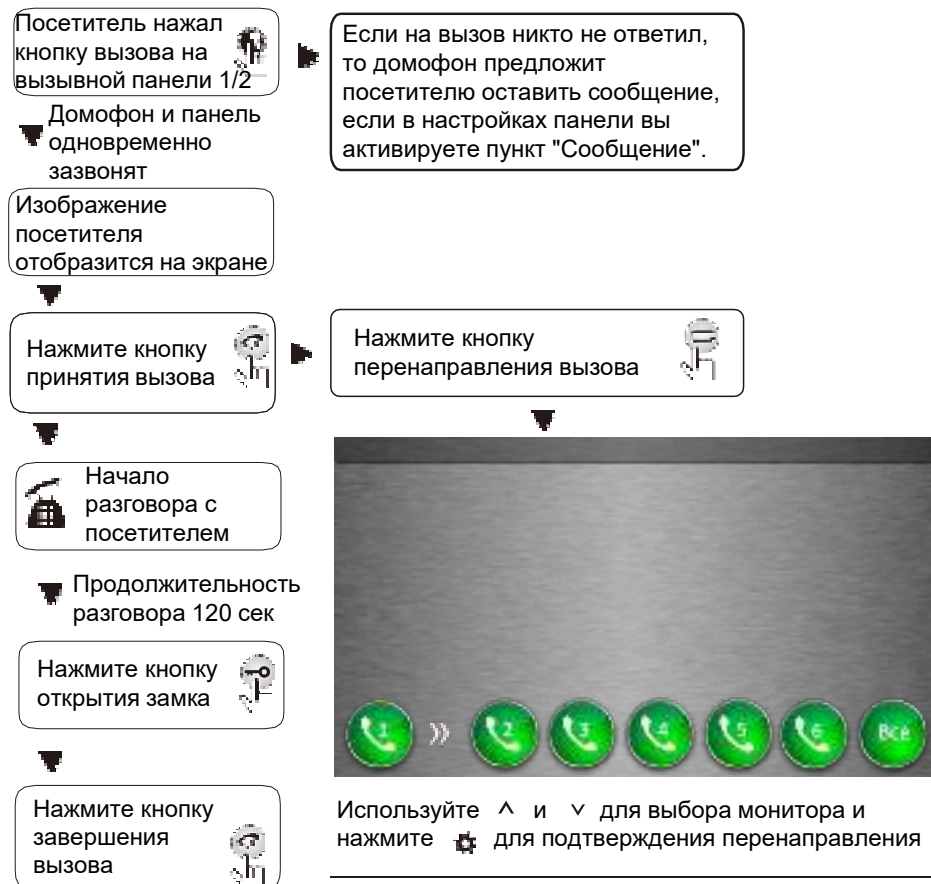 Посетитель нажал
кнопку вызова на
вызывной панели 1/2
Если на вызов никто не ответил,
то домофон предложит
посетителю оставить сообщение,
если в настройках панели вы
активируете пункт "Сообщение".
Домофон и панель
одновременно
зазвонят
Изображение
посетителя
отобразится на экране
Нажмите кнопку
принятия вызова
Нажмите кнопку
перенаправления вызова
Начало
разговора с
посетителем
Продолжительность
разговора 120 сек
Нажмите кнопку
открытия замка
Нажмите кнопку
завершения
вызова
1 » 2 3 4 5 6 Все
Используйте ^ и v для выбора монитора и
нажмите для подтверждения перенаправления